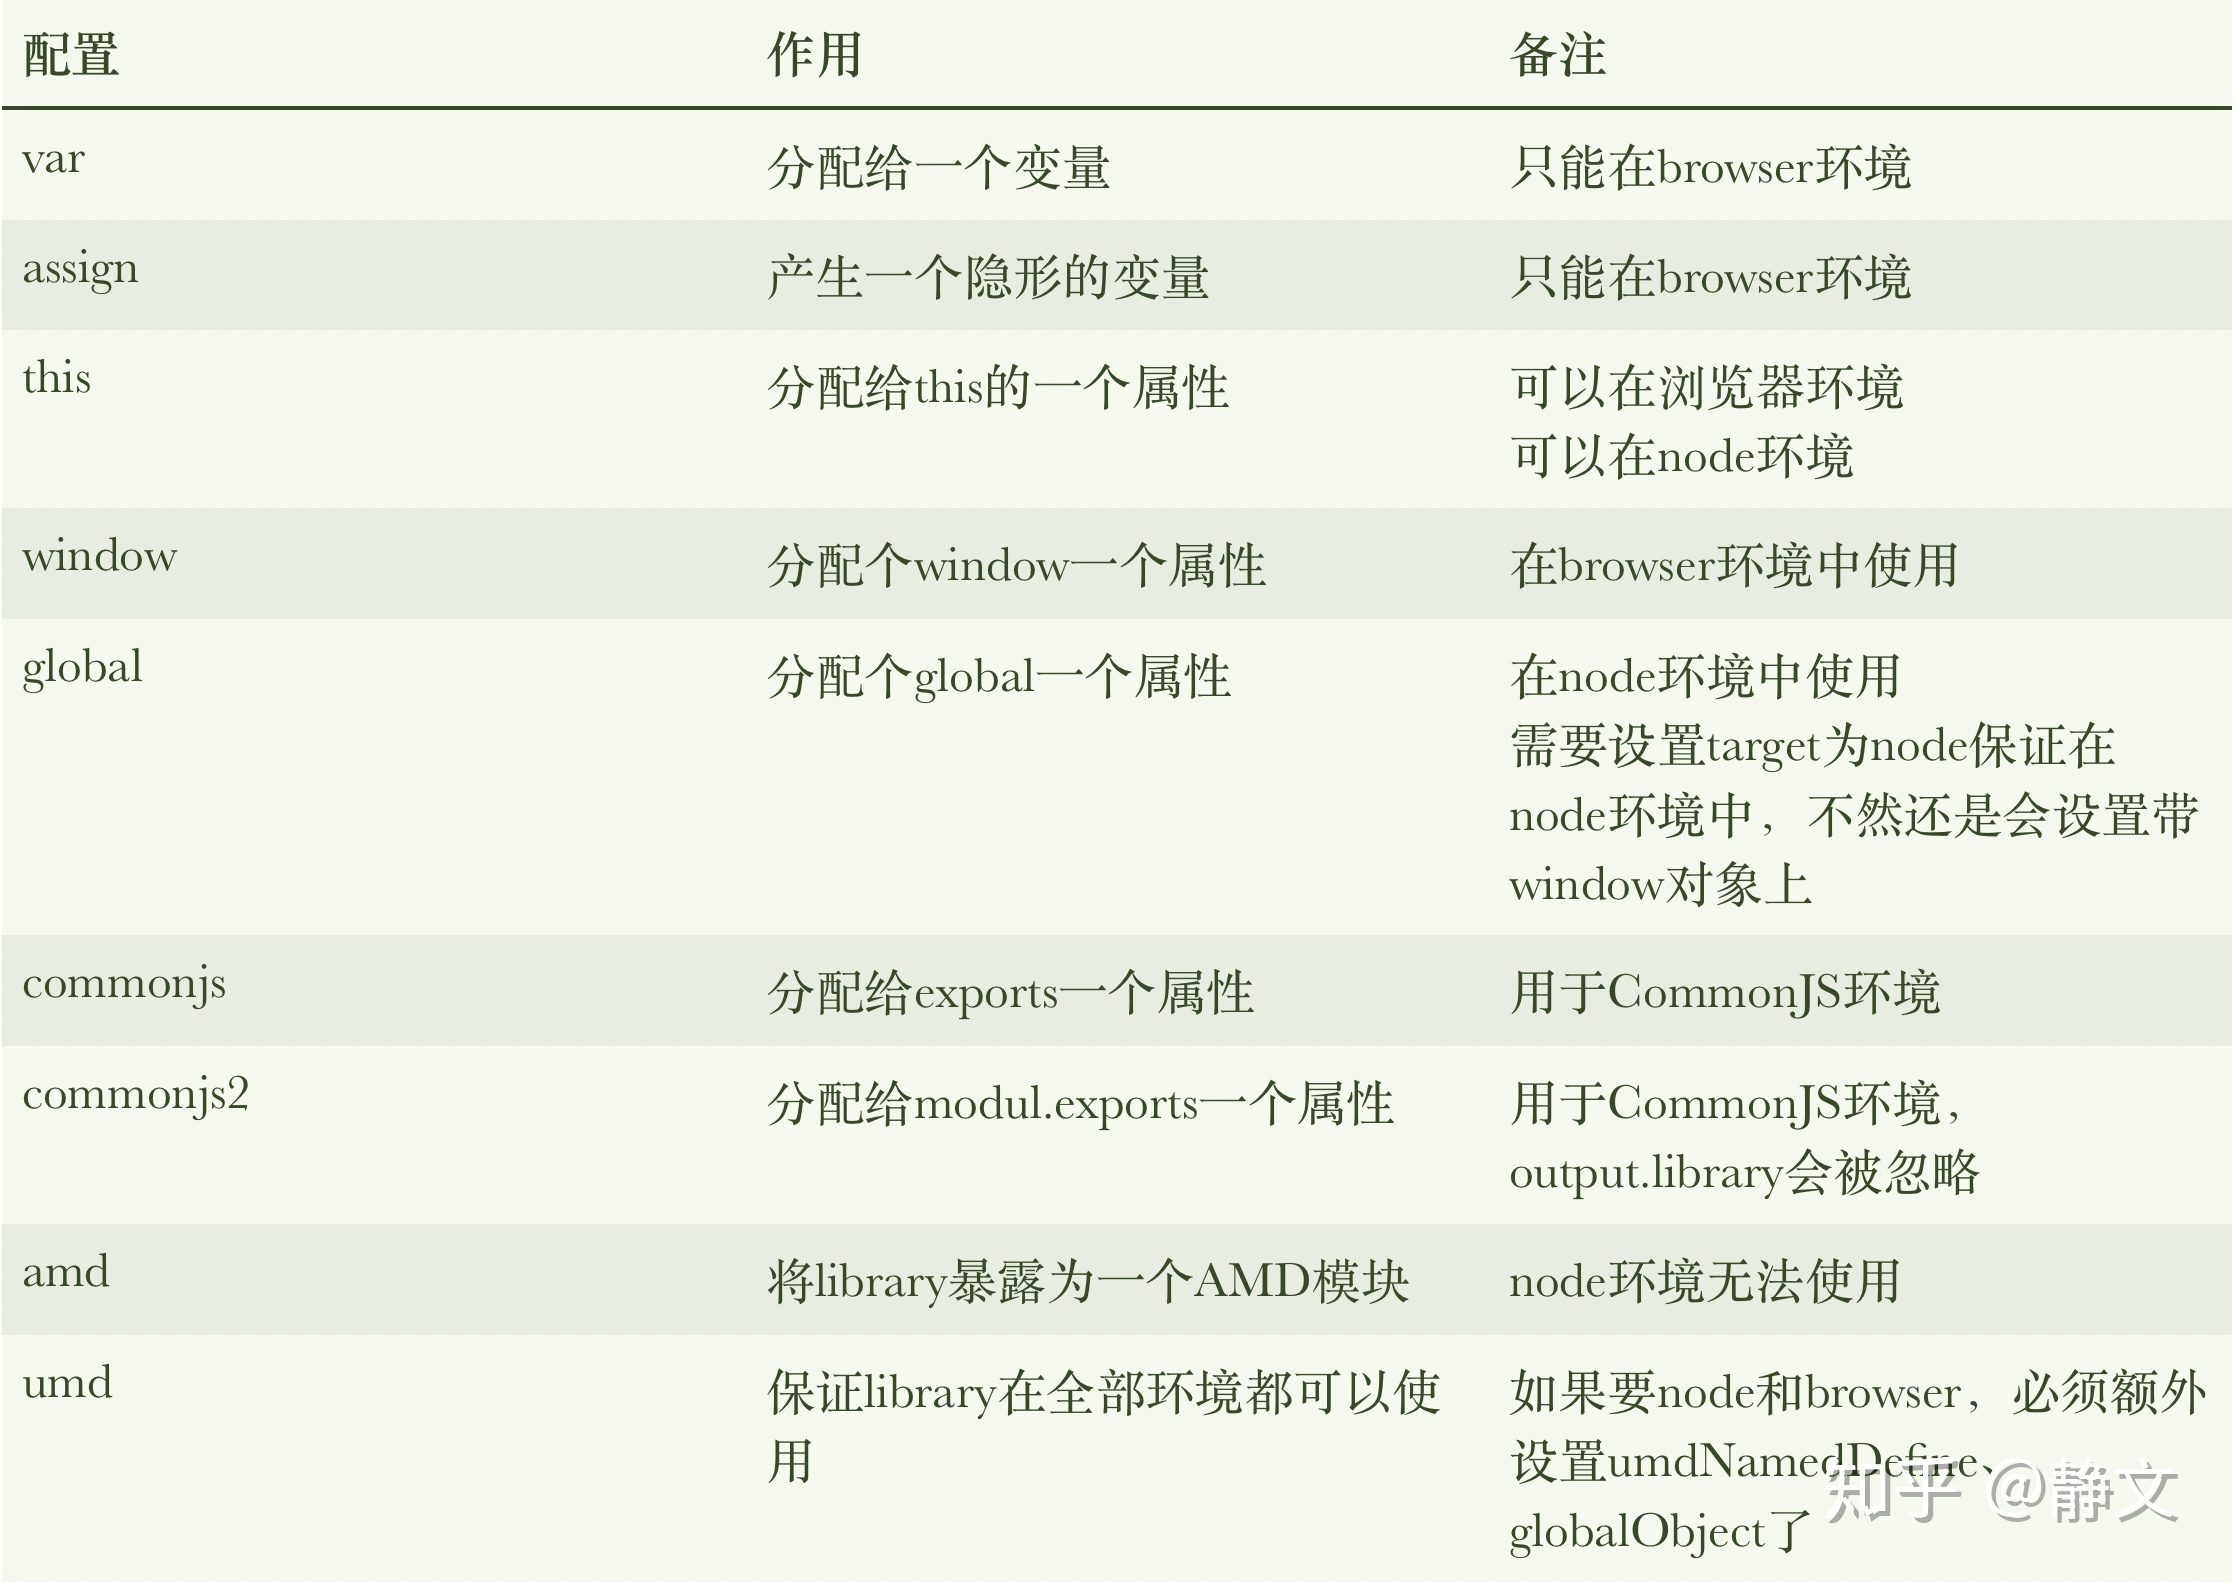 配置 作用 备注
var 分配给一个变量 只能在browser环境
assign 产生一个隐形的变量 只能在browser环境
this 分配给this的一个属性 可以在浏览器环境
可以在node环境
window 分配个window一个属性 在browser环境中使用
global 分配个global一个属性 在node环境中使用
需要设置target为node保证在
node环境中，不然还是会设置带
window对象上
commonjs 分配给exports一个属性 用于CommonJS环境
commonjs2 分配给modul.exports一个属性 用于CommonJS环境，
output.library会被忽略
amd 将library暴露为一个AMD模块 node环境无法使用
umd 保证library在全部环境都可以使 如果要node和browser，必须额外
用 设置umdNamedDefine、
globalObject了
知乎 @静文